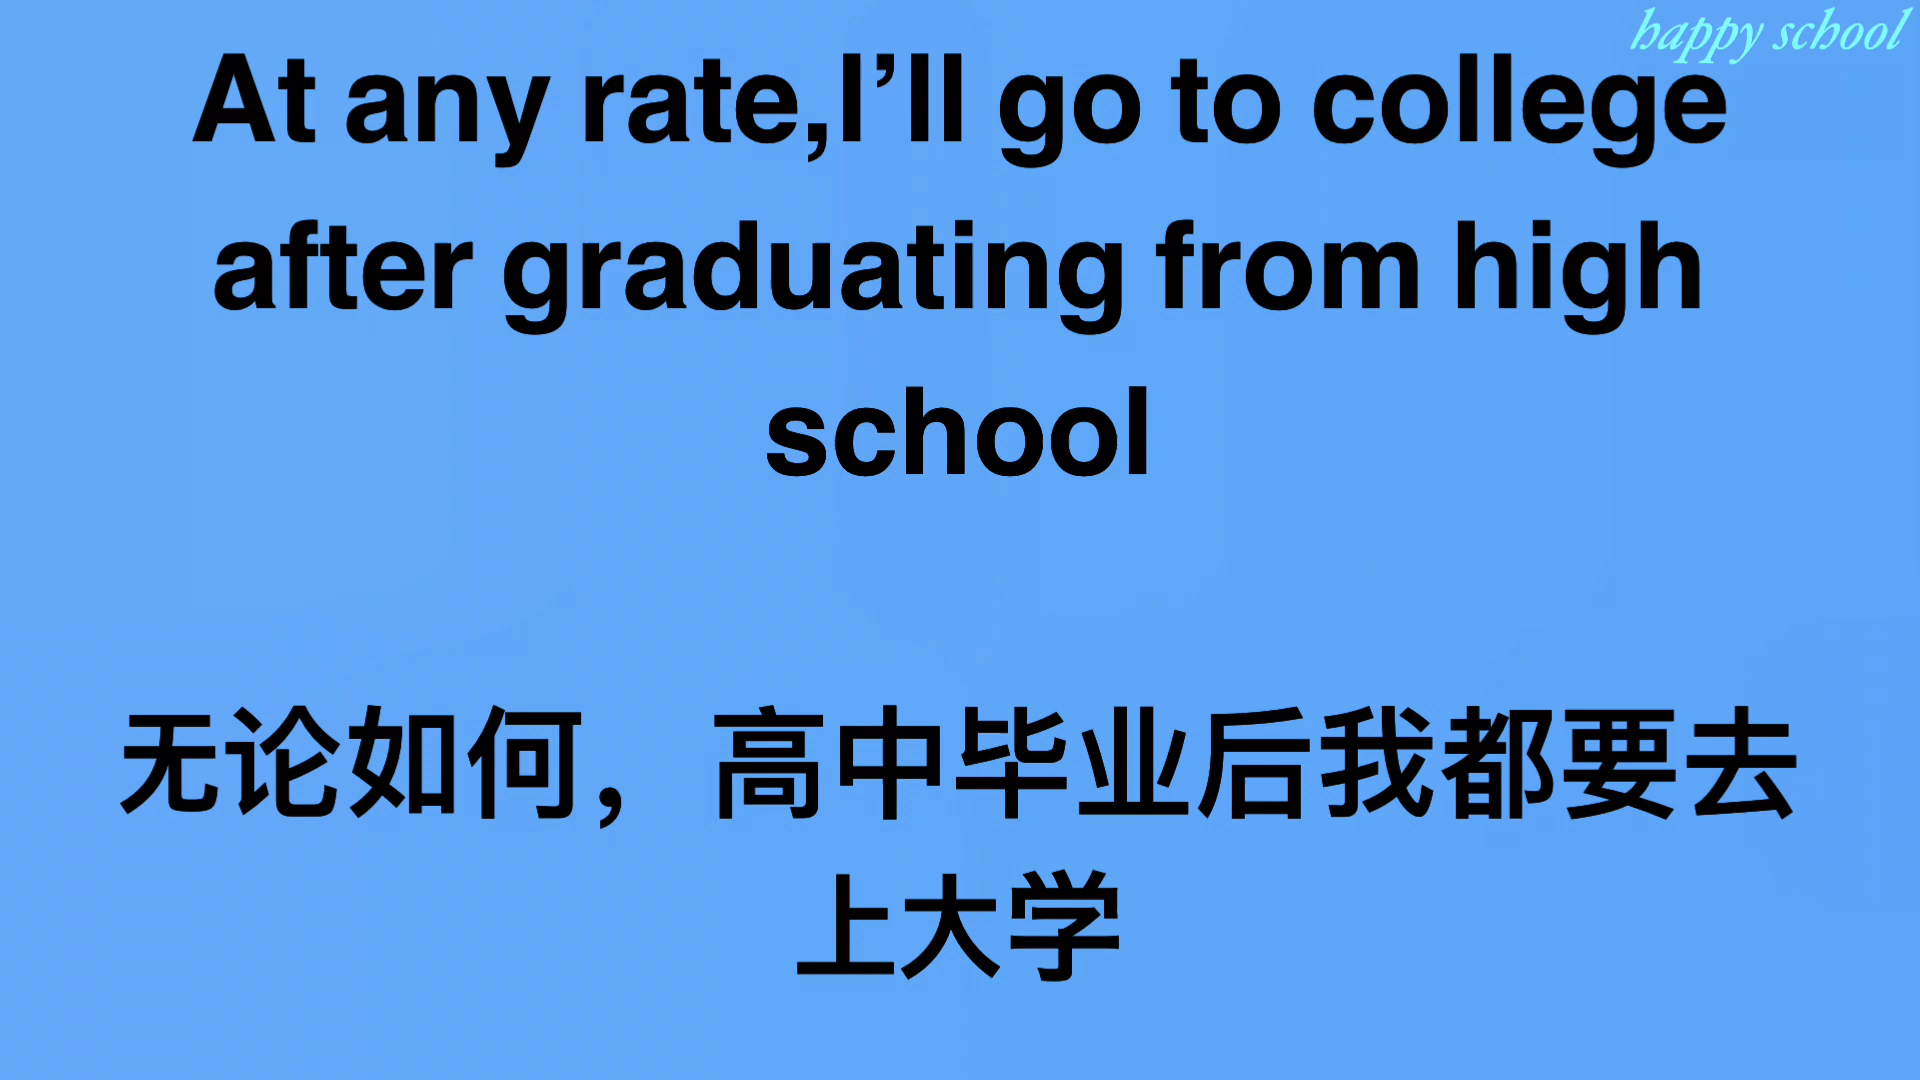 happy school
At any rate,I’ll go to college
after graduating from high
school
无论如何，高中毕业后我都要去
上大学